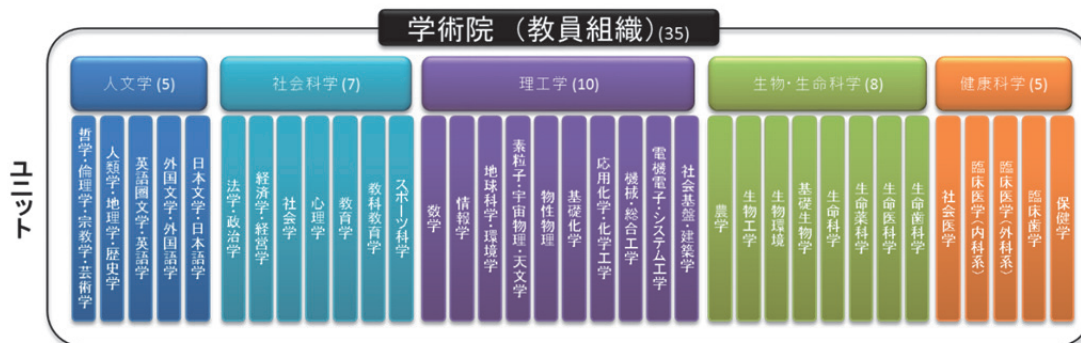 学術院 (教員組織)(35)
人文学(5)
社会科学(7)
理工学(10)
生物・生命科学(8)
健康科学(5)
ユニット
哲学・倫理学・宗教学・芸術学
人類学・地理学・歴史学
英語圏文学・英語学
外国文学・外国語学
日本文学・日本語学
法学・政治学
経済学・経営学
社会学
心理学
教育学
教科教育学
スポーツ科学
数学
情報学
地球科学・環境学
素粒子・宇宙物理・天文学
物性物理
基礎化学
応用化学・化学工学
機械・総合工学
電機電子・システム工学
社会基盤・建築学
農学
生物工学
生物環境
基礎生物学
生命科学
生命薬科学
生命医科学
生命歯科学
社会医学
臨床医学(内科系)
臨床医学(外科系)
臨床歯学
保健学